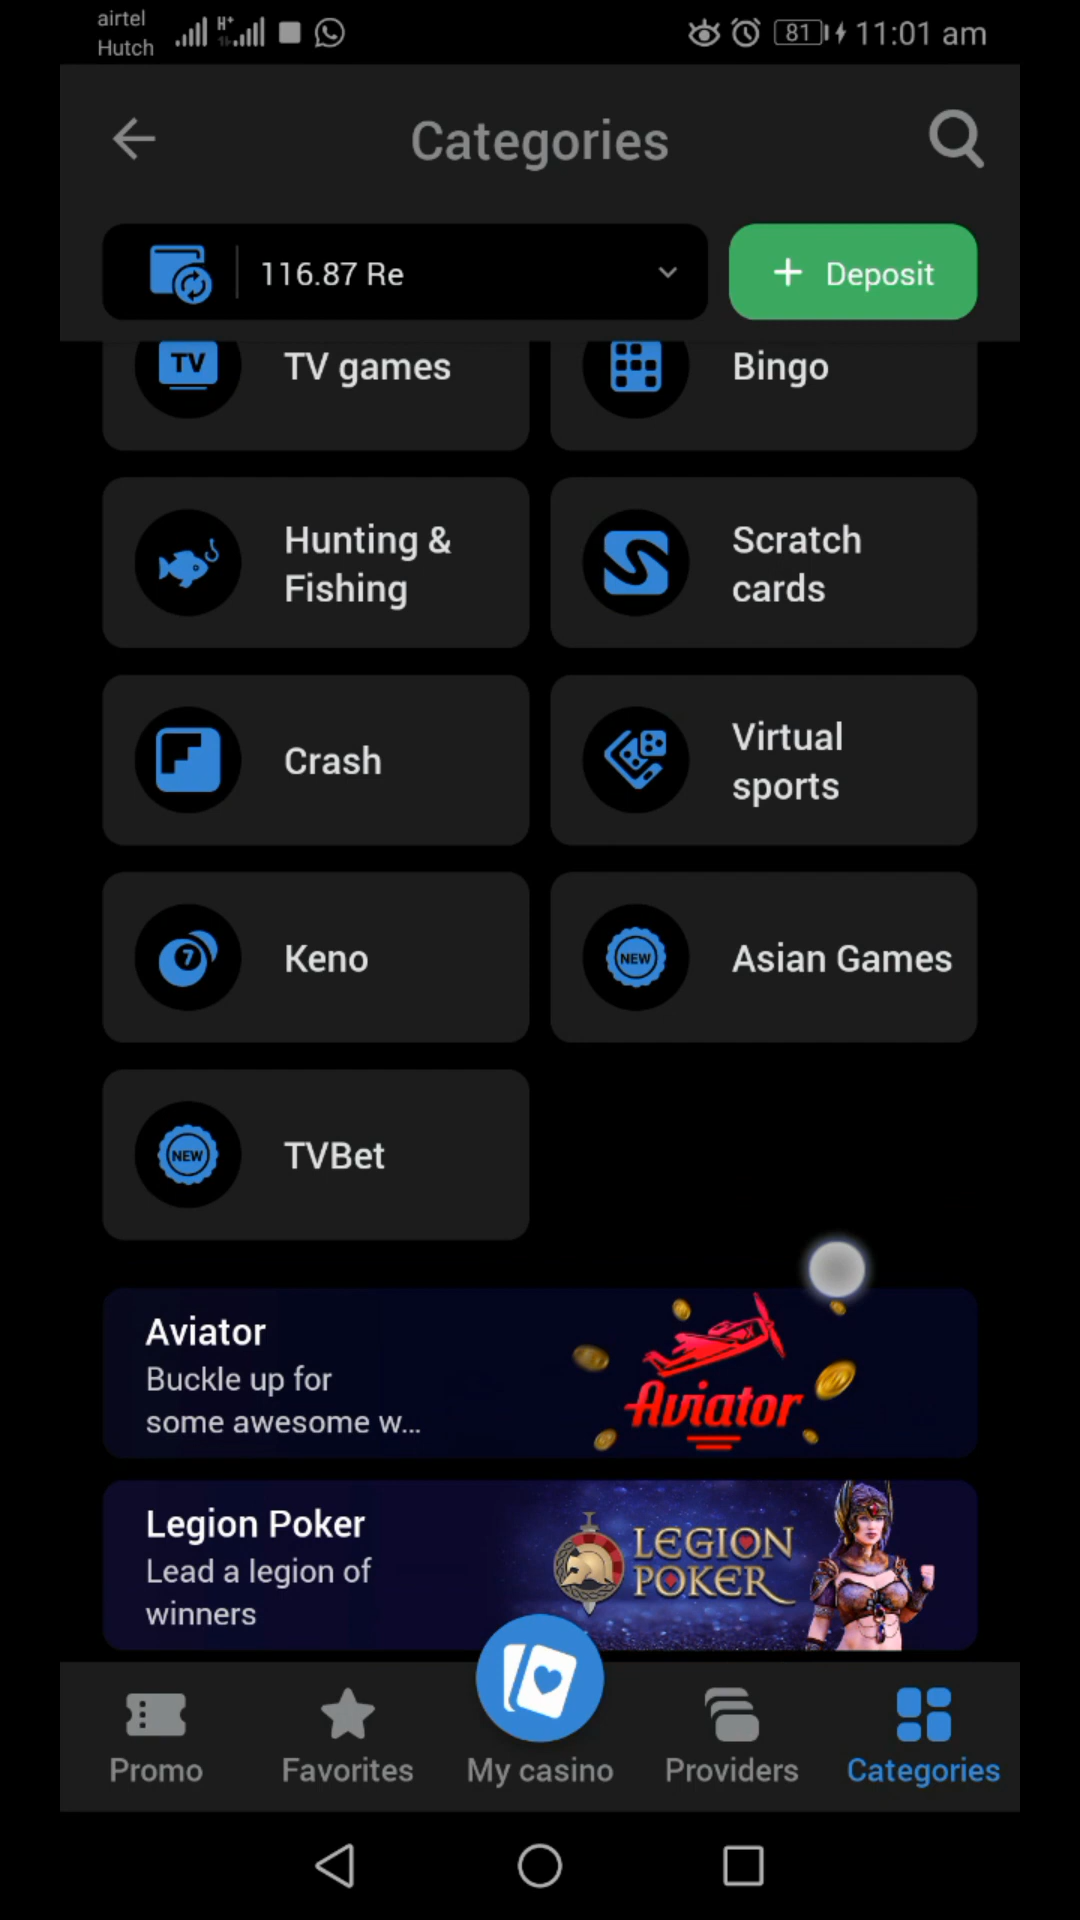 airtel
Hutch
H+
81
11:01 am
Categories
116.87 Re
+ Deposit
TV
TV games
Bingo
Hunting &
Fishing
Scratch
cards
Crash
Virtual
sports
7
Keno
NEW
Asian Games
NEW
TVBet
Aviator
Buckle up for
some awesome w...
Aviator
Legion Poker
Lead a legion of
winners
LEGION
POKER
Promo
Favorites
My casino
Providers
Categories